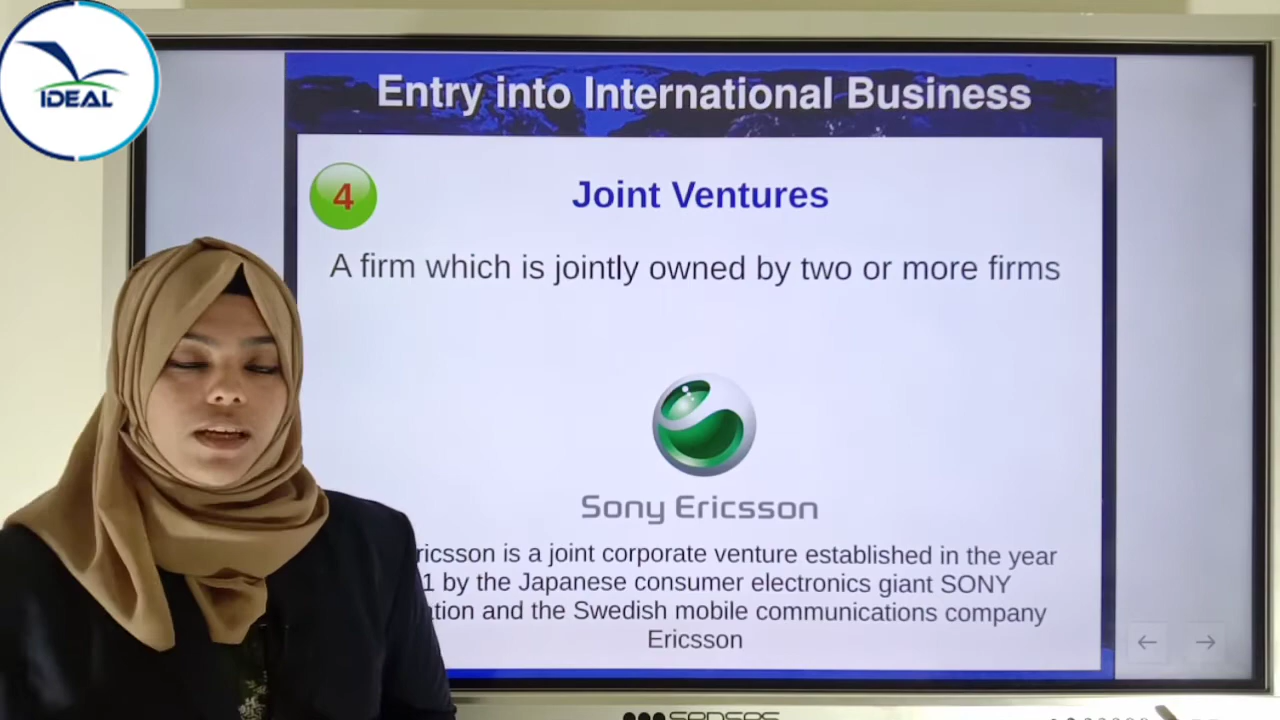 IDEAL
Entry into International Business
4
Joint Ventures
A firm which is jointly owned by two or more firms
Sony Ericsson
ricsson is a joint corporate venture established in the year
1 by the Japanese consumer electronics giant SONY
ation and the Swedish mobile communications company
Ericsson